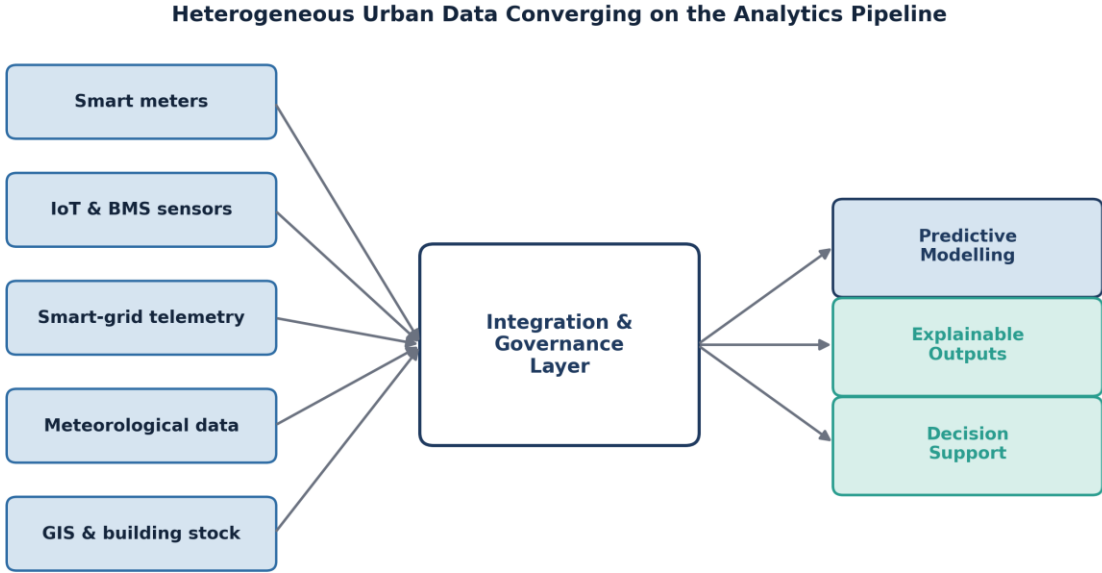 Heterogeneous Urban Data Converging on the Analytics Pipeline
Smart meters
IoT & BMS sensors
Smart-grid telemetry
Meteorological data
GIS & building stock
Integration &
Governance
Layer
Predictive
Modelling
Explainable
Outputs
Decision
Support